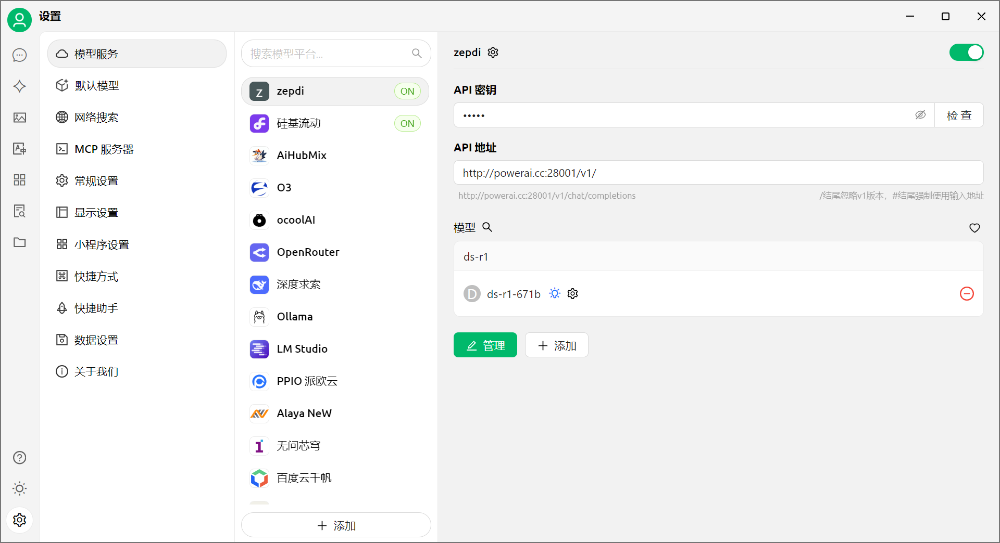 设置
模型服务
默认模型
网络搜索
MCP 服务器
常规设置
显示设置
小程序设置
快捷方式
快捷助手
数据设置
关于我们
搜索模型平台...
z zepdi ON
硅基流动 ON
AiHubMix
O3
ocoolAI
OpenRouter
深度求索
Ollama
LM Studio
PPIO 派欧云
Alaya NeW
无问芯穹
百度云千帆
添加
zepdi
API 密钥
•••••
检 查
API 地址
http://powerai.cc:28001/v1/
http://powerai.cc:28001/v1/chat/completions
/结尾忽略v1版本，#结尾强制使用输入地址
模型
ds-r1
D ds-r1-671b
管理
添加